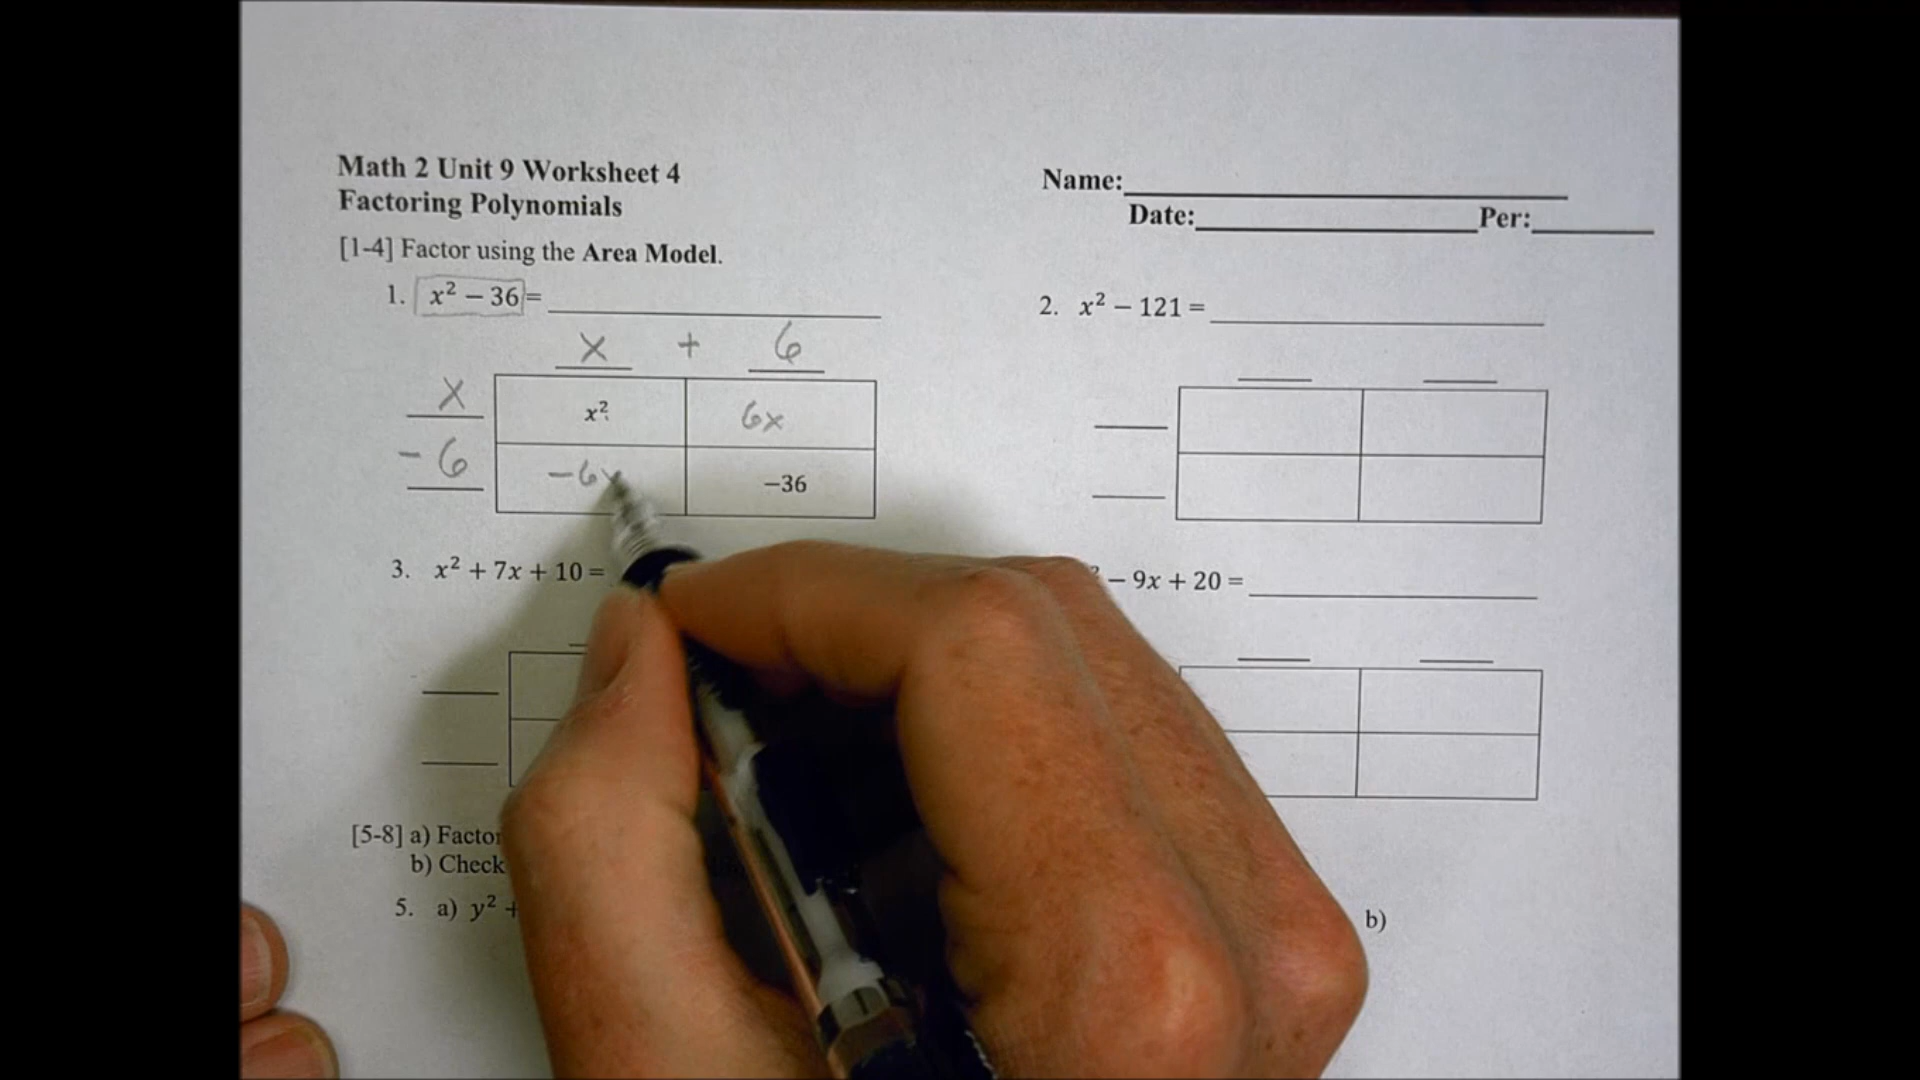 Math 2 Unit 9 Worksheet 4
Factoring Polynomials
Name:
Date: Per:
[1-4] Factor using the Area Model.
1. x² − 36 =
x + 6
x x² 6x
- 6 -6x −36
2. x² − 121 =
3. x² + 7x + 10 =
− 9x + 20 =
[5-8] a) Factor
b) Check
5. a) y² +
b)